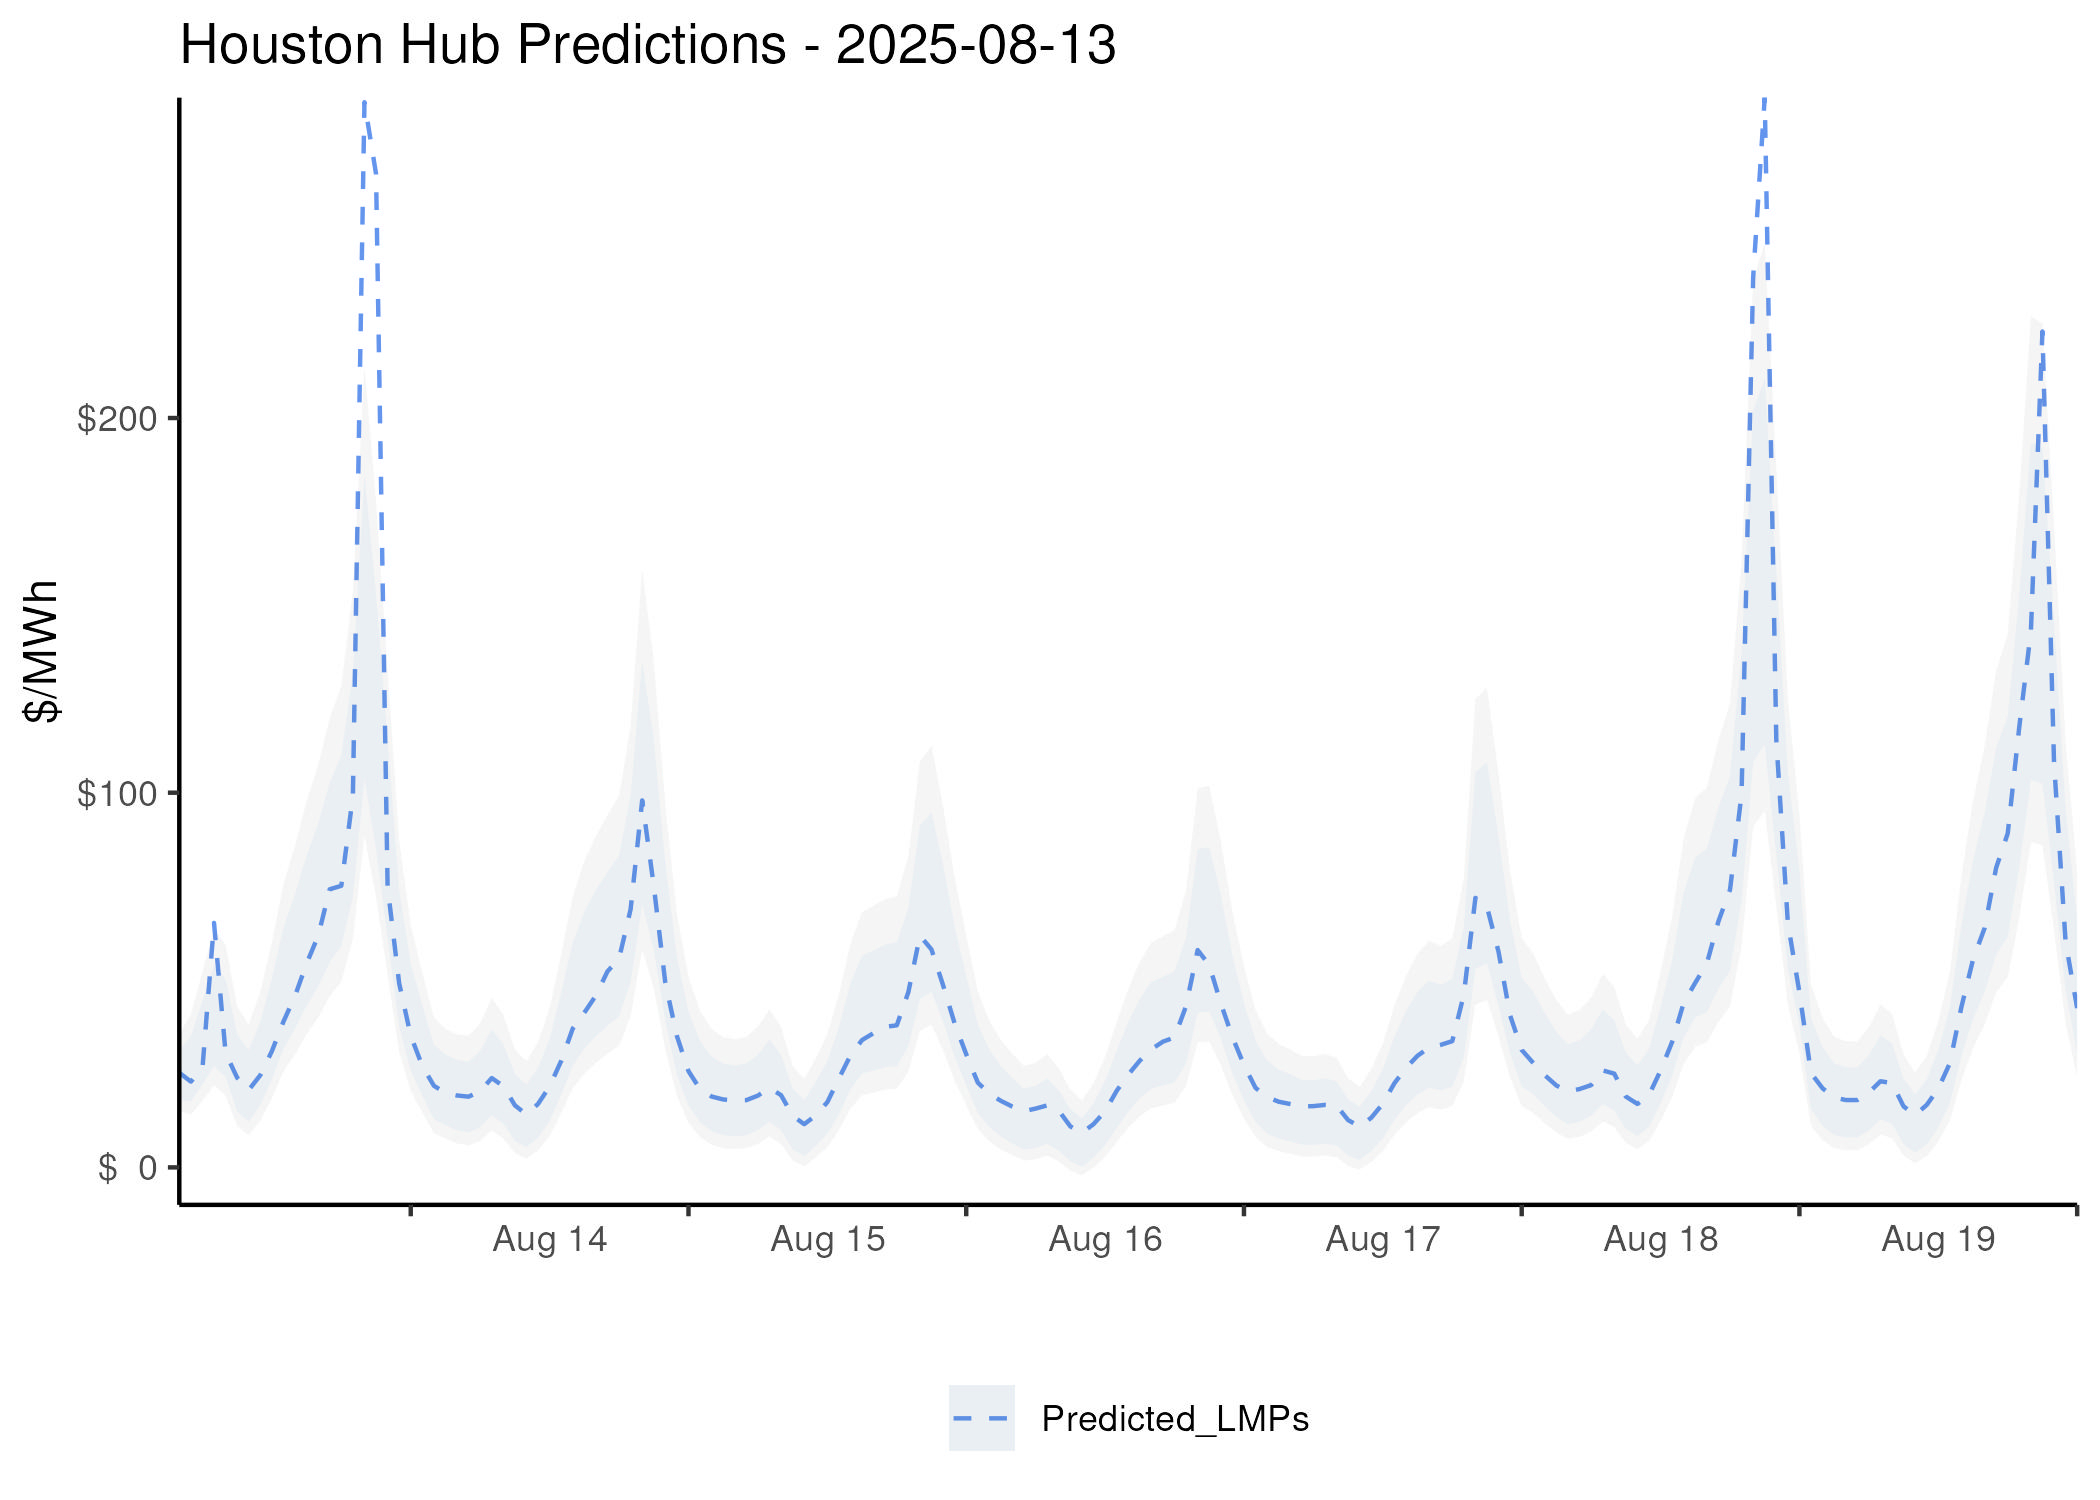 Houston Hub Predictions - 2025-08-13
$/MWh
$200
$100
$  0
Aug 14
Aug 15
Aug 16
Aug 17
Aug 18
Aug 19
Predicted_LMPs